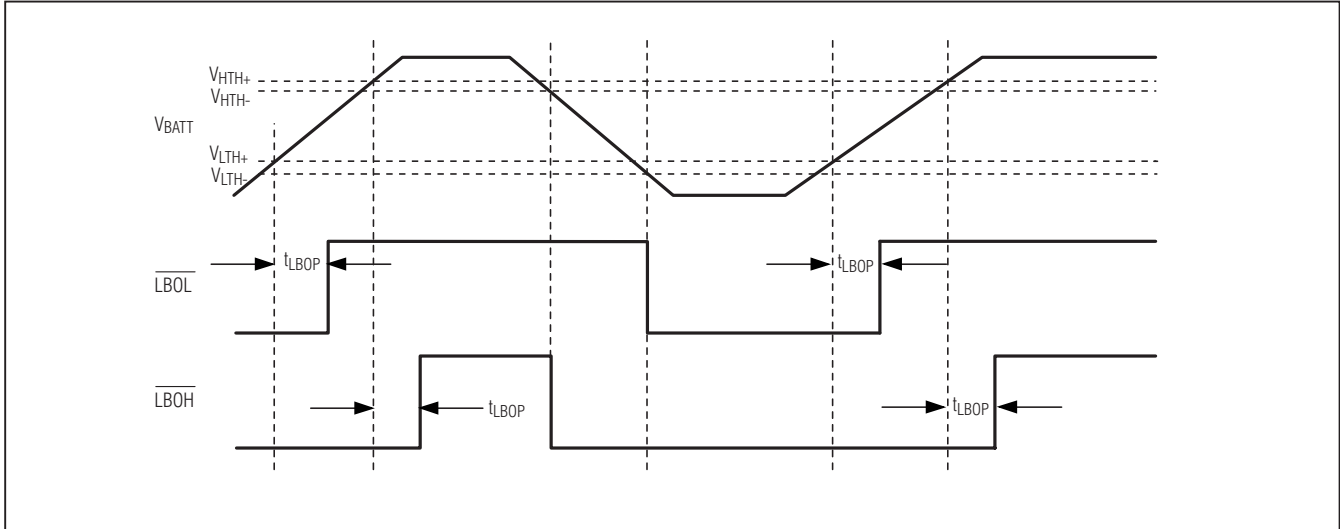 VHTH+
VHTH-
VBATT
VLTH+
VLTH-
tLBOP
tLBOP
LBOL
LBOH
tLBOP
tLBOP